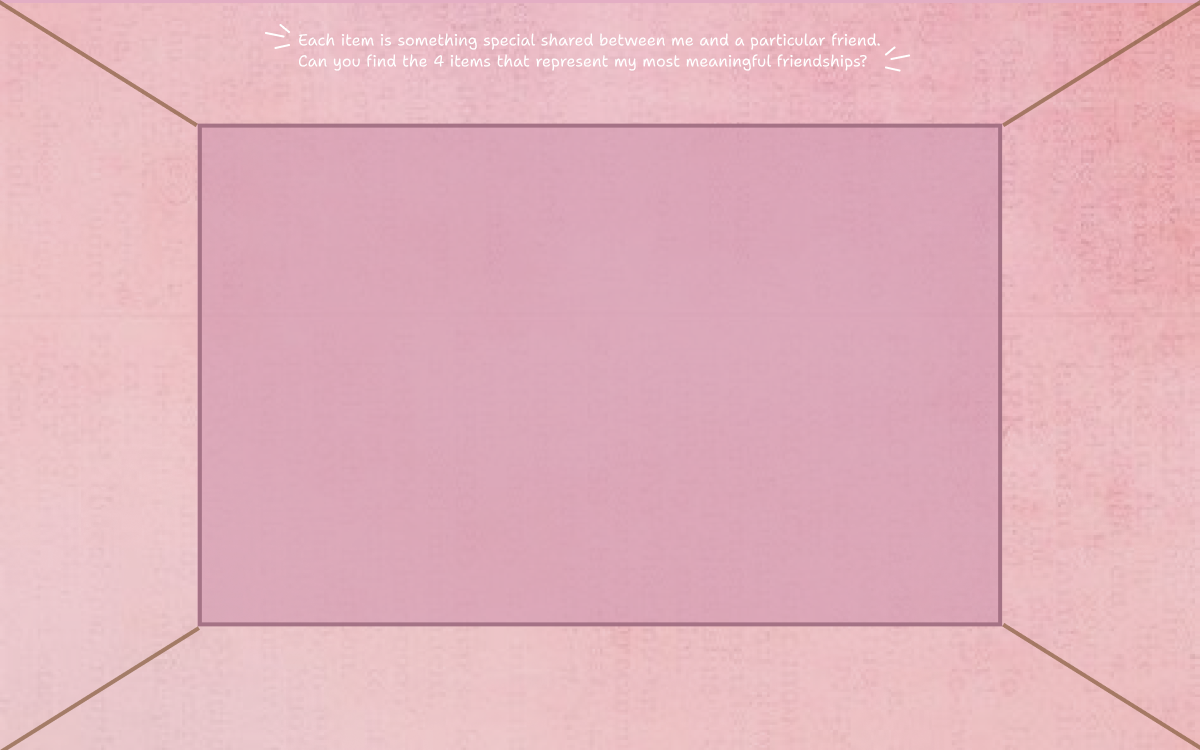 Each item is something special shared between me and a particular friend.
Can you find the 4 items that represent my most meaningful friendships?